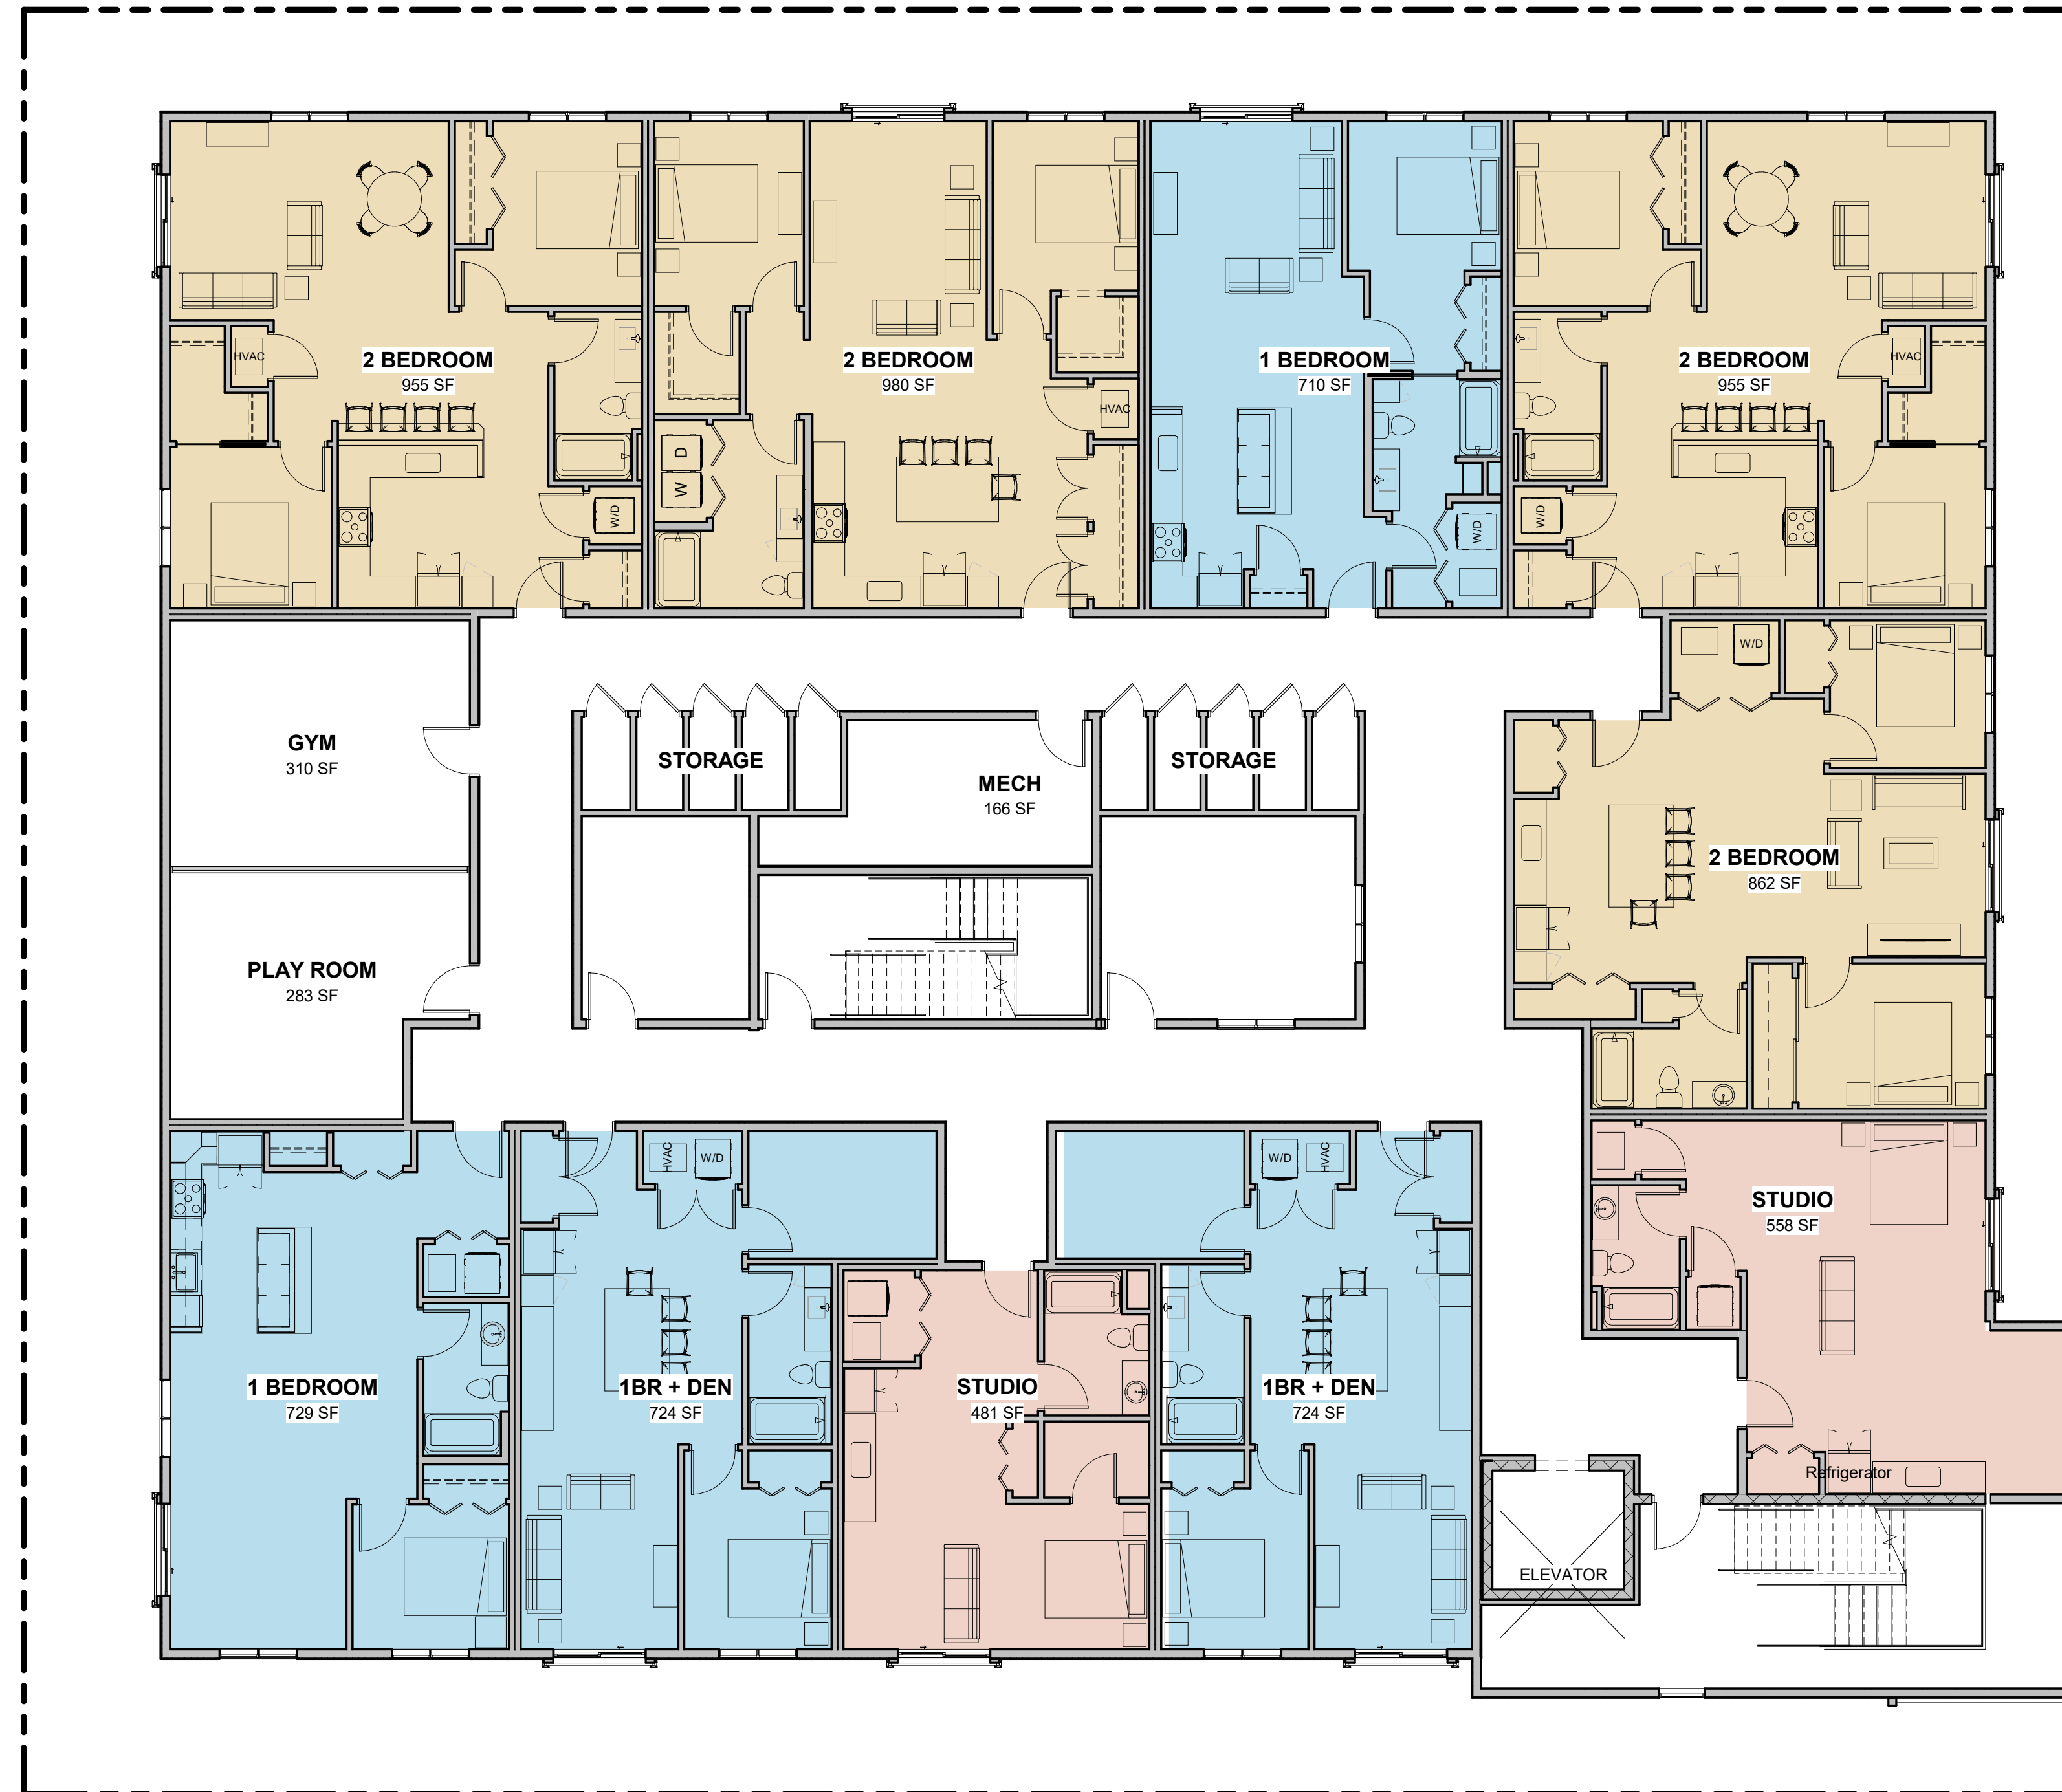 HVAC
2 BEDROOM
955 SF
W/D
D
W
2 BEDROOM
980 SF
HVAC
1 BEDROOM
710 SF
W/D
2 BEDROOM
955 SF
HVAC
W/D
GYM
310 SF
STORAGE
MECH
166 SF
STORAGE
W/D
2 BEDROOM
862 SF
PLAY ROOM
283 SF
HVAC
W/D
W/D
HVAC
STUDIO
558 SF
1 BEDROOM
729 SF
1BR + DEN
724 SF
STUDIO
481 SF
1BR + DEN
724 SF
Refrigerator
ELEVATOR